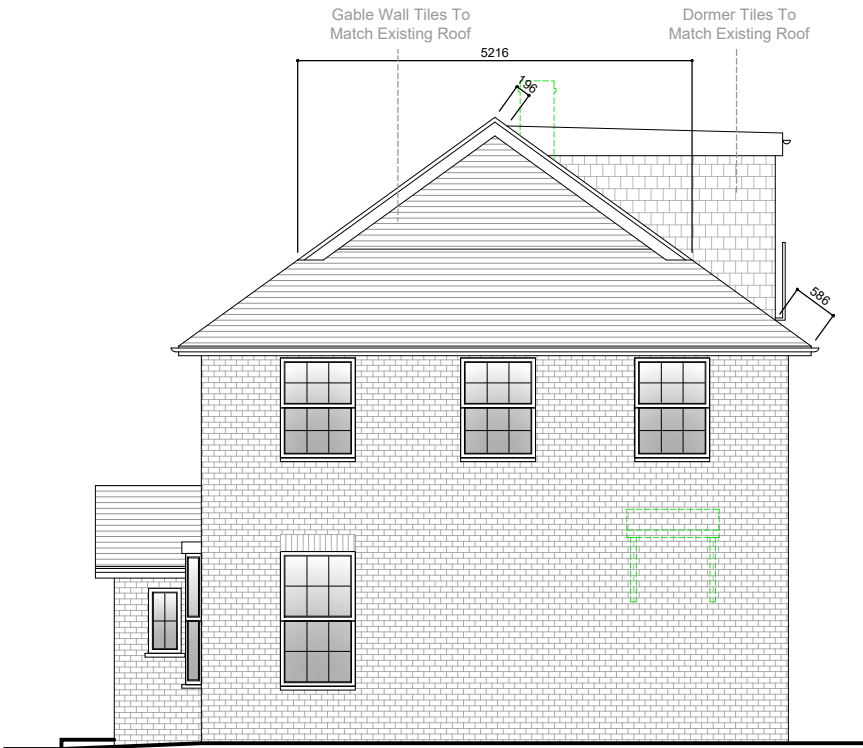 Gable Wall Tiles To
Match Existing Roof
Dormer Tiles To
Match Existing Roof
5216
196
586